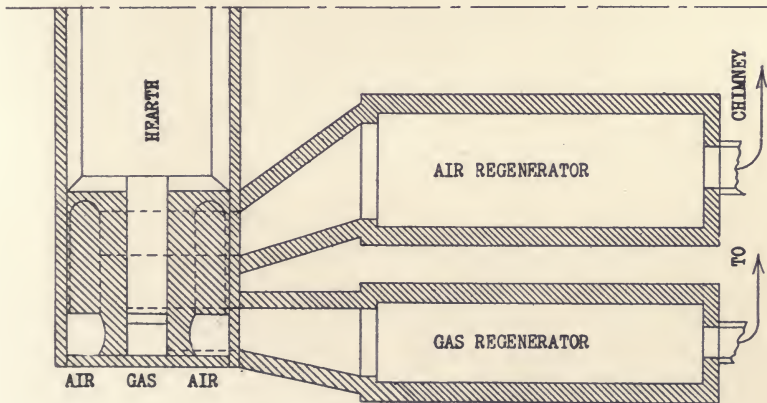 HEARTH
AIR REGENERATOR
TO CHIMNEY
GAS REGENERATOR
AIR GAS AIR